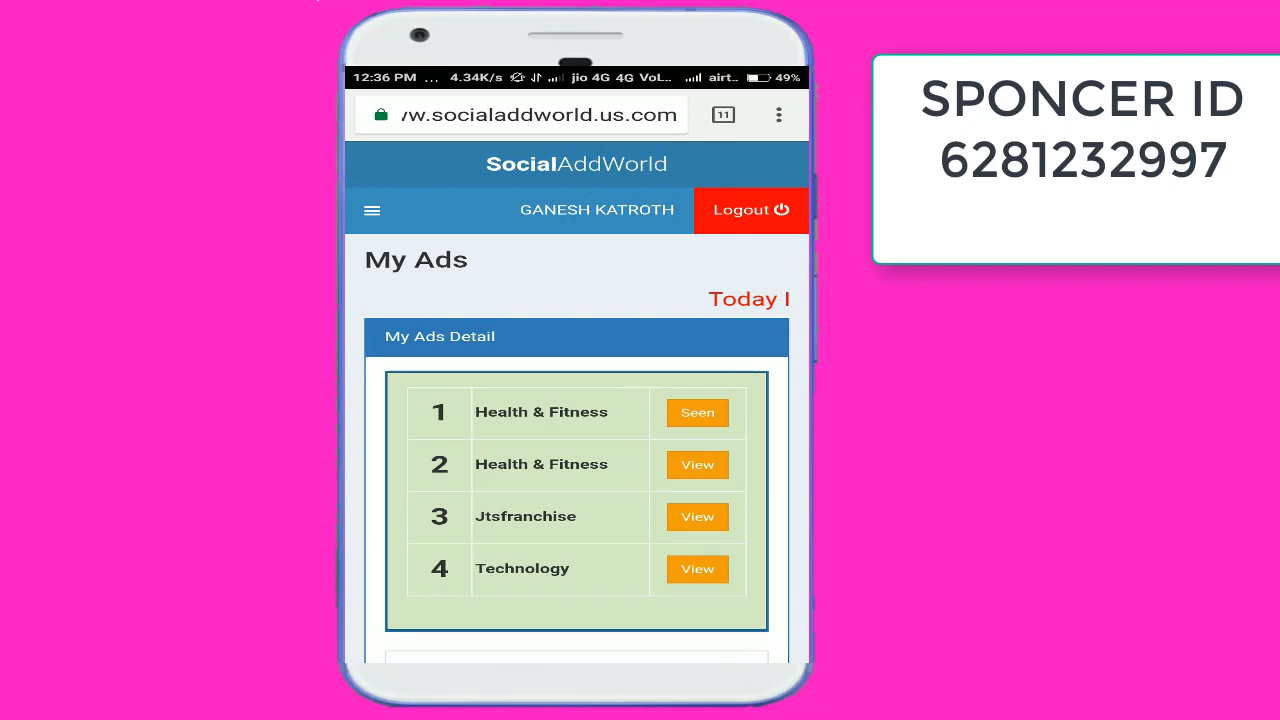 12:36 PM ... 4.34K/s jio 4G 4G VoL.. airt.. 49%
/w.socialaddworld.us.com 11
SocialAddWorld
GANESH KATROTH Logout
My Ads
Today I
My Ads Detail
1 Health & Fitness Seen
2 Health & Fitness View
3 Jtsfranchise View
4 Technology View
SPONCER ID
6281232997